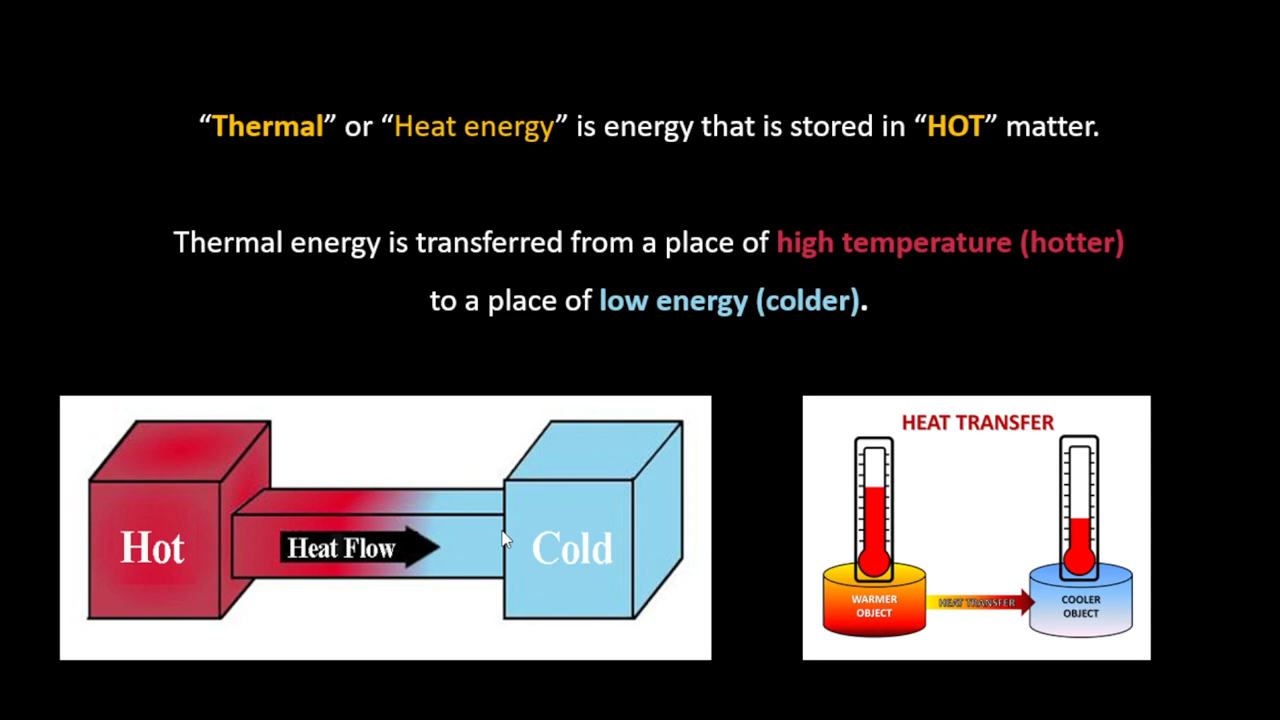 “Thermal” or “Heat energy” is energy that is stored in “HOT” matter.
Thermal energy is transferred from a place of high temperature (hotter)
to a place of low energy (colder).
Hot
Heat Flow
Cold
HEAT TRANSFER
WARMER
OBJECT
HEAT TRANSFER
COOLER
OBJECT